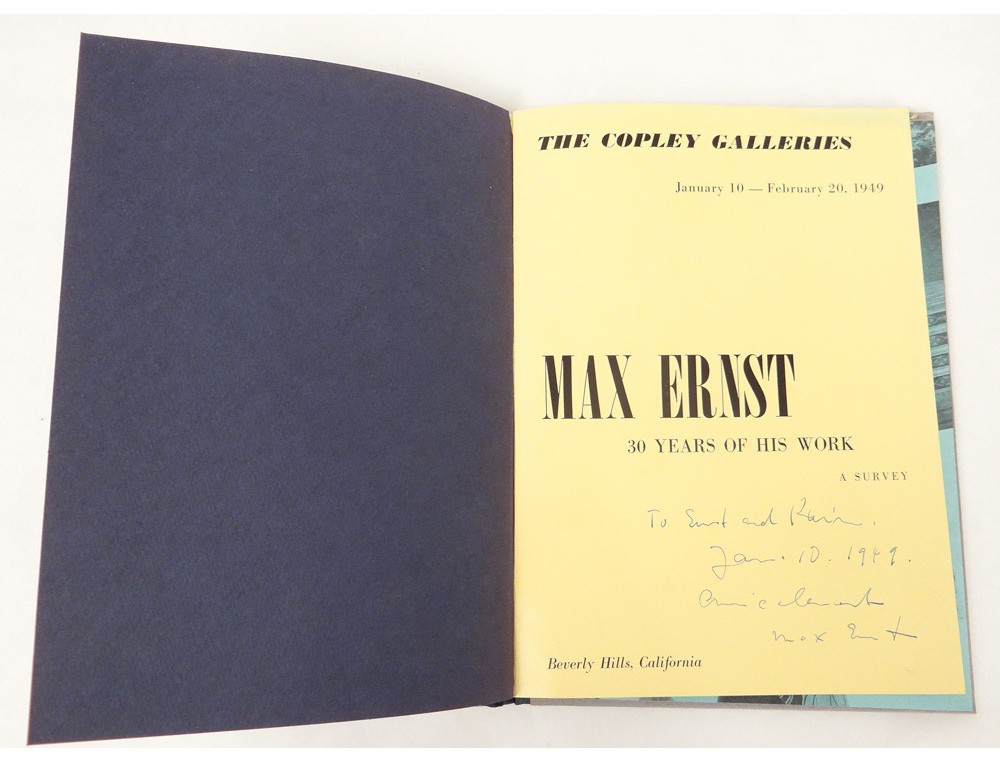 THE COPLEY GALLERIES
January 10 — February 20, 1949
MAX ERNST
30 YEARS OF HIS WORK
A SURVEY
To Ernst and
Jan. 10. 1949.
amicalement
max Ernst
Beverly Hills, California